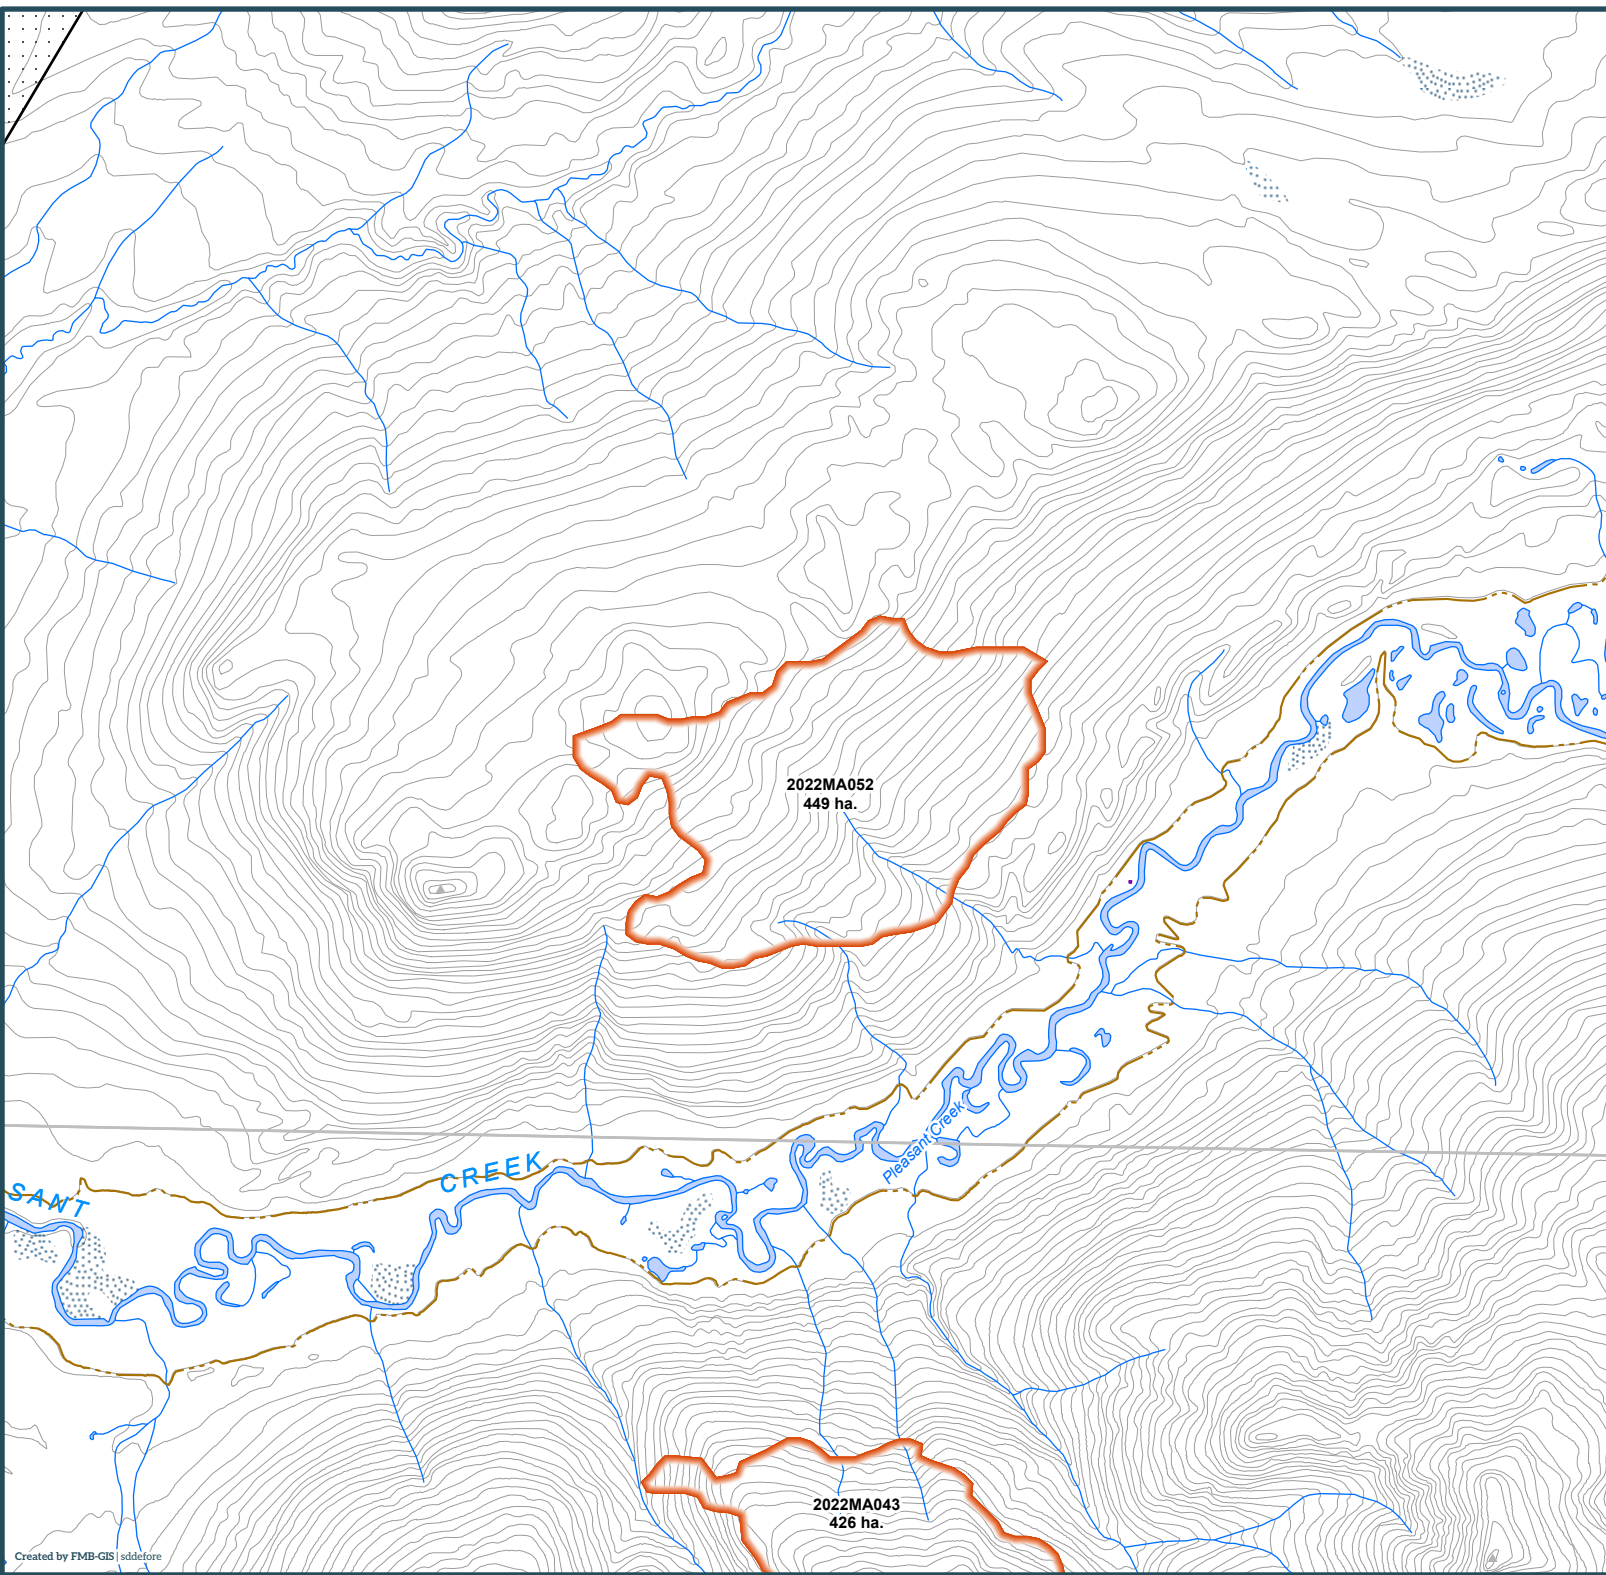 2022MA052
449 ha.
Pleasant Creek
SANT CREEK
2022MA043
426 ha.
Created by FMB-GIS | sddefore